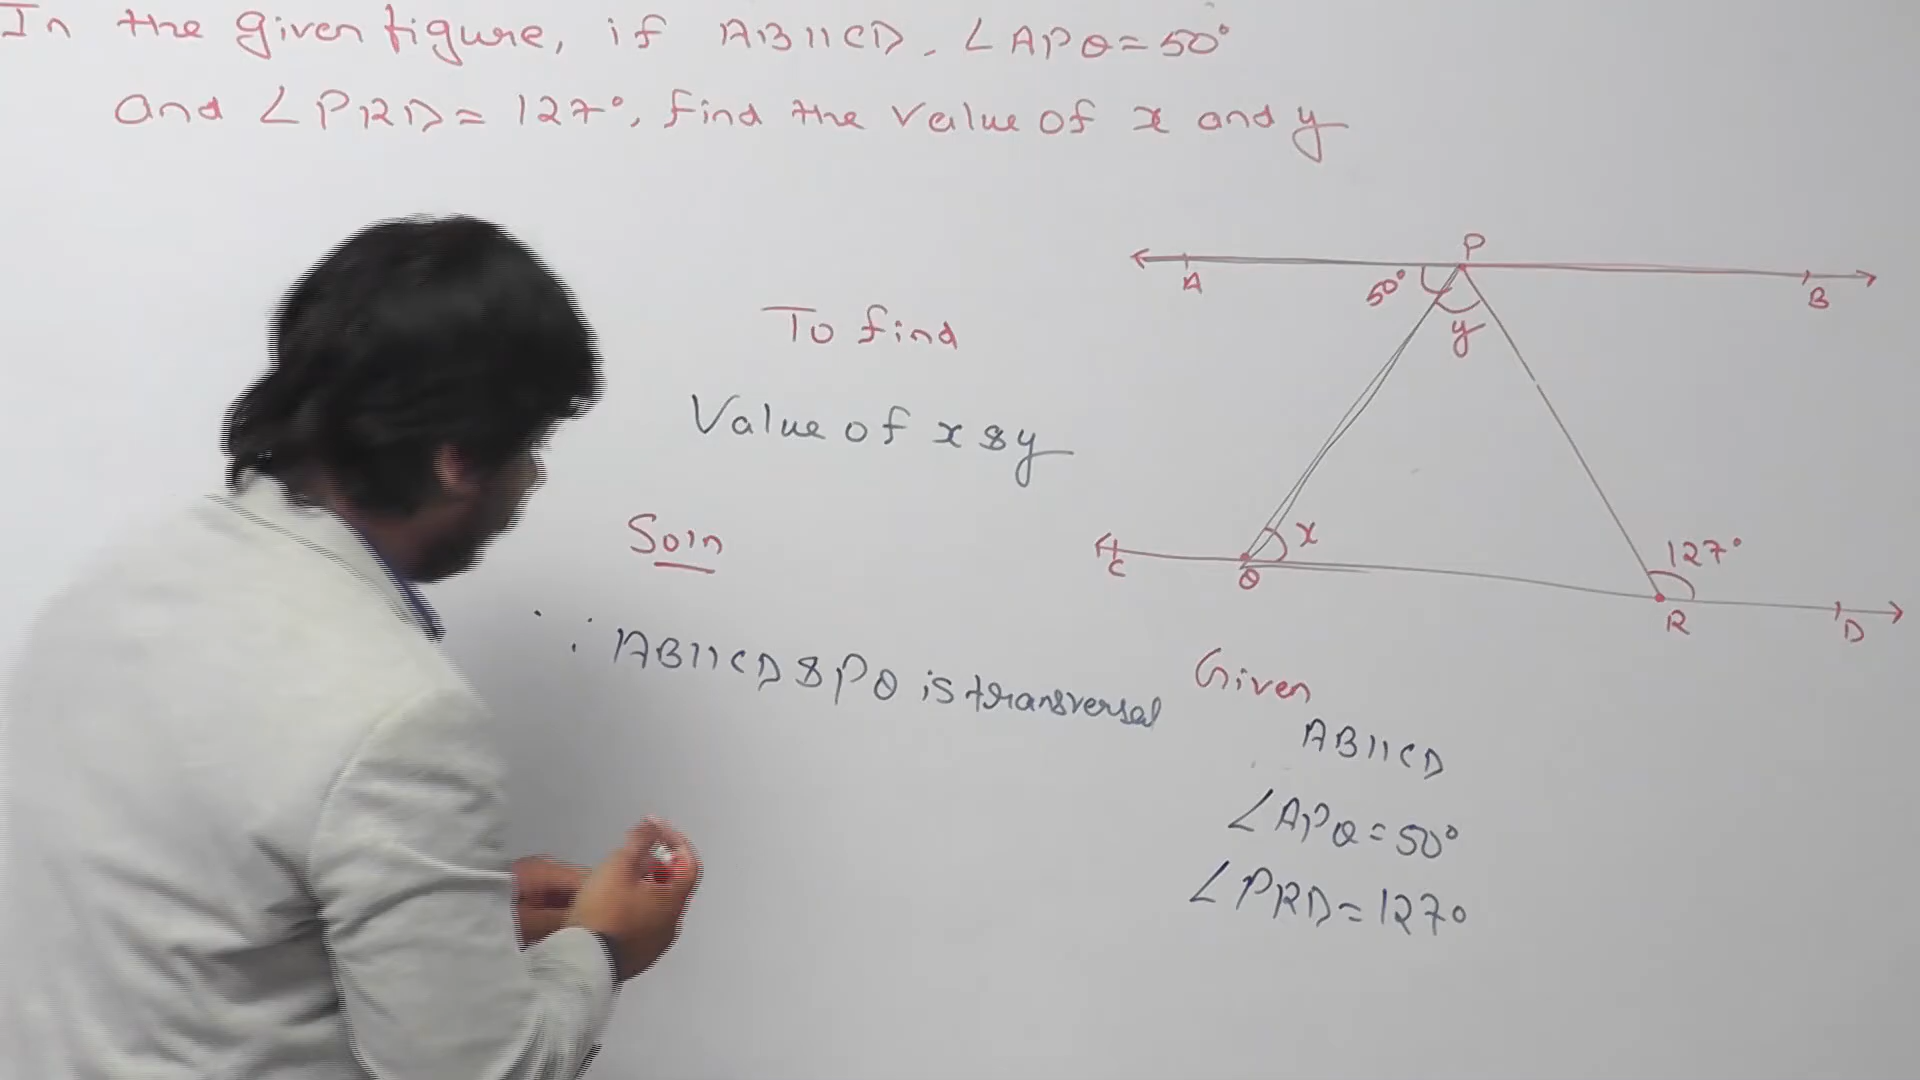 In the given figure, if AB||CD, ∠APQ=50°
and ∠PRD=127°, find the value of x and y
To find
Value of x & y
Soln
∵ AB||CD & PQ is transversal
P
A
50°
y
B
x
127°
C
Q
R
D
Given
AB||CD
∠APQ=50°
∠PRD=127°